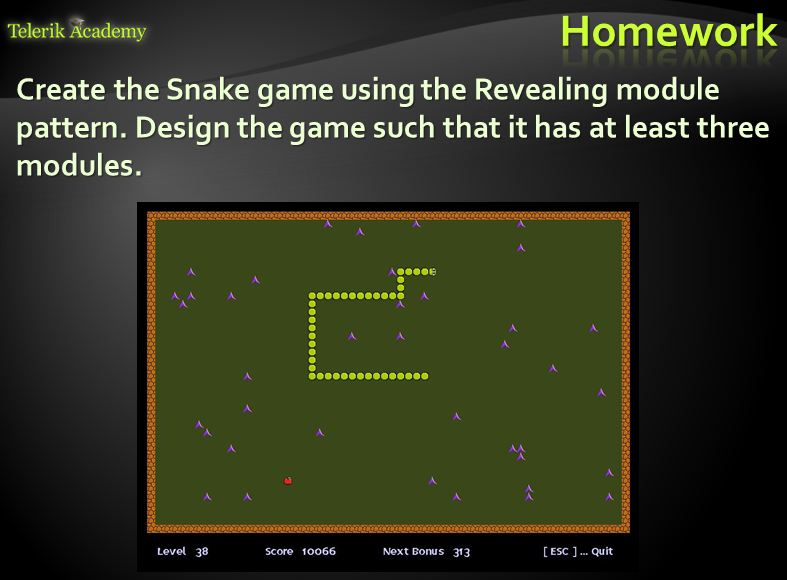 Telerik Academy
Homework
Create the Snake game using the Revealing module
pattern. Design the game such that it has at least three
modules.
Level 38 Score 10066 Next Bonus 313 [ ESC ] ... Quit